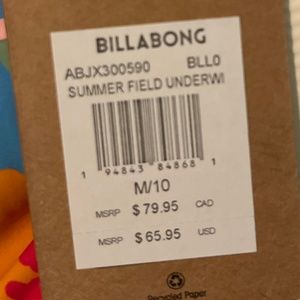 BILLABONG
ABJX300590 BLL0
SUMMER FIELD UNDERWI
1 94843 84868 1
M/10
MSRP $79.95 CAD
MSRP $65.95 USD
Recycled Paper